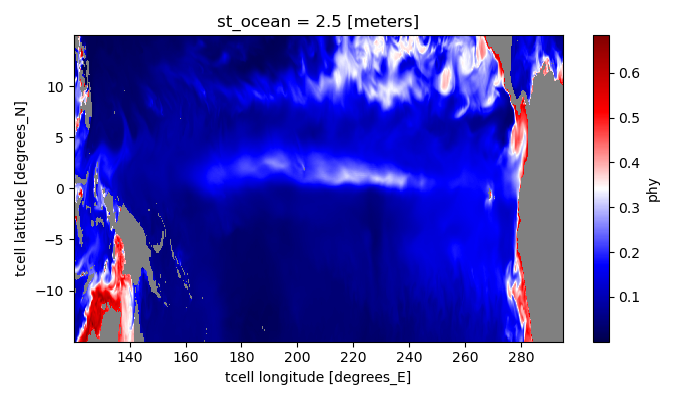 st_ocean = 2.5 [meters]
10
5
0
−5
−10
tcell latitude [degrees_N]
140 160 180 200 220 240 260 280
tcell longitude [degrees_E]
0.6
0.5
0.4
0.3
0.2
0.1
phy